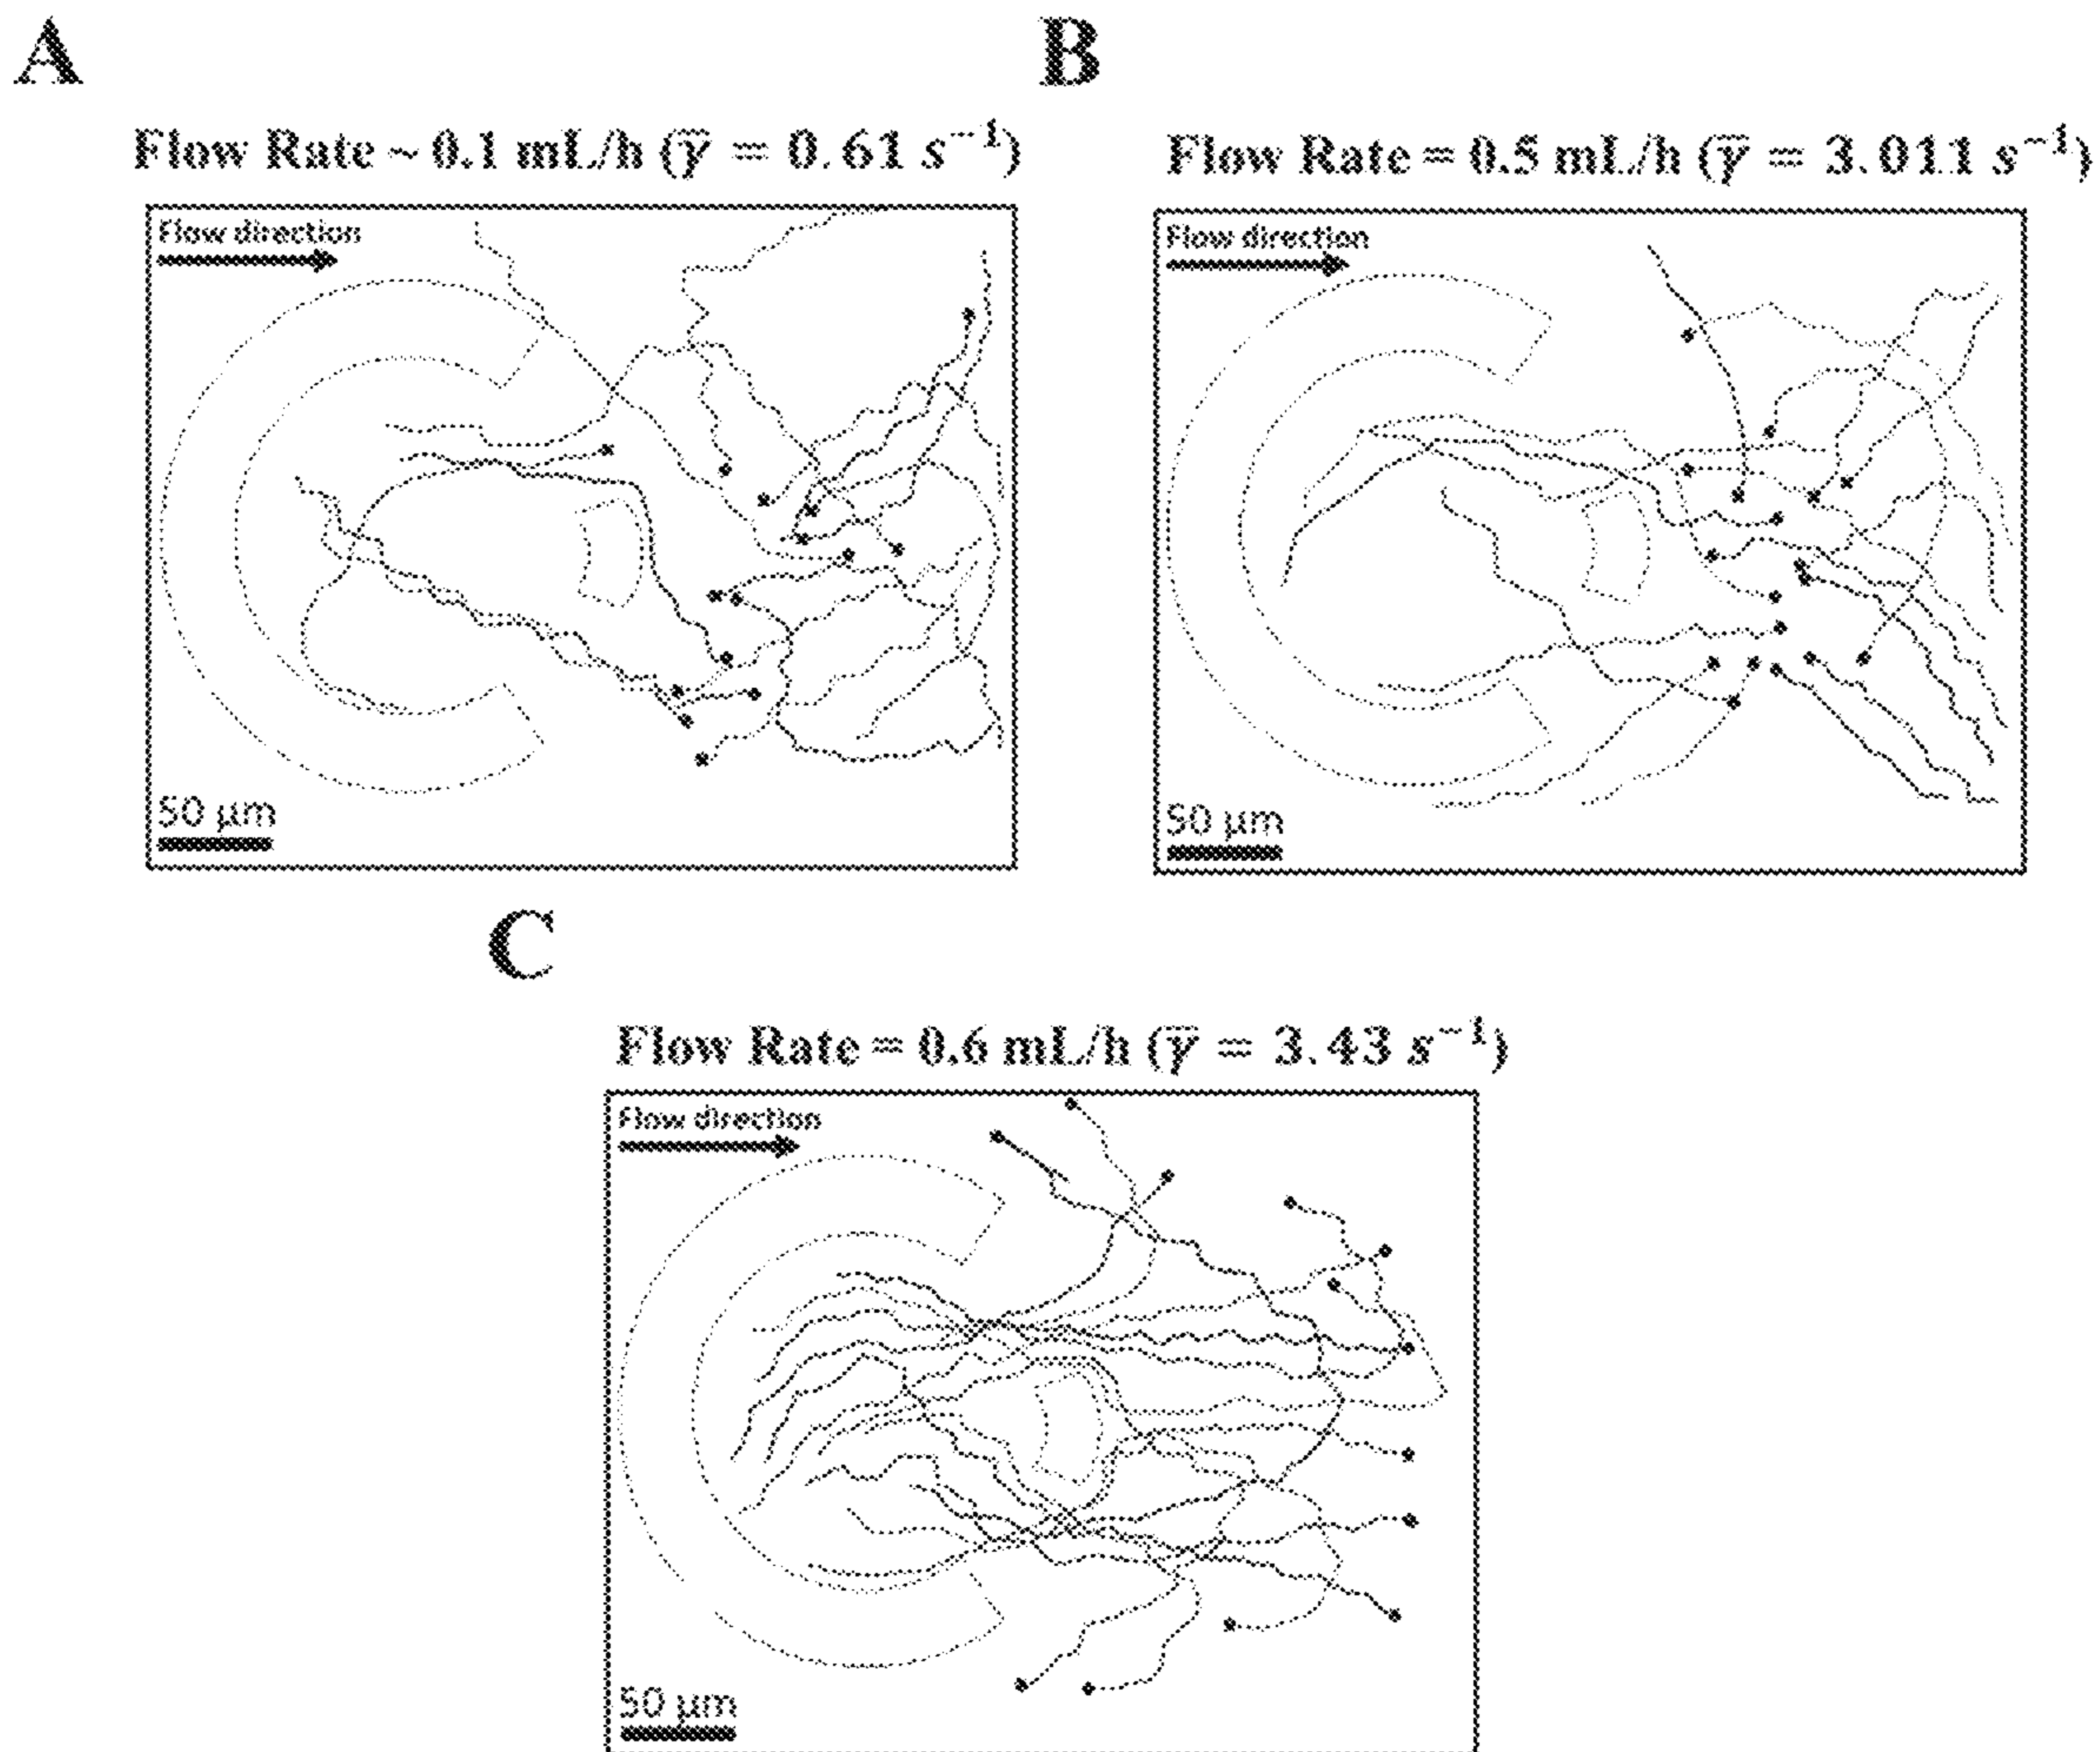 A
B
Flow Rate ~ 0.1 mL/h (γ̅ = 0.61 s⁻¹)
Flow Rate = 0.5 mL/h (γ̅ = 3.011 s⁻¹)
Flow direction
Flow direction
50 μm
50 μm
C
Flow Rate = 0.6 mL/h (γ̅ = 3.43 s⁻¹)
Flow direction
50 μm